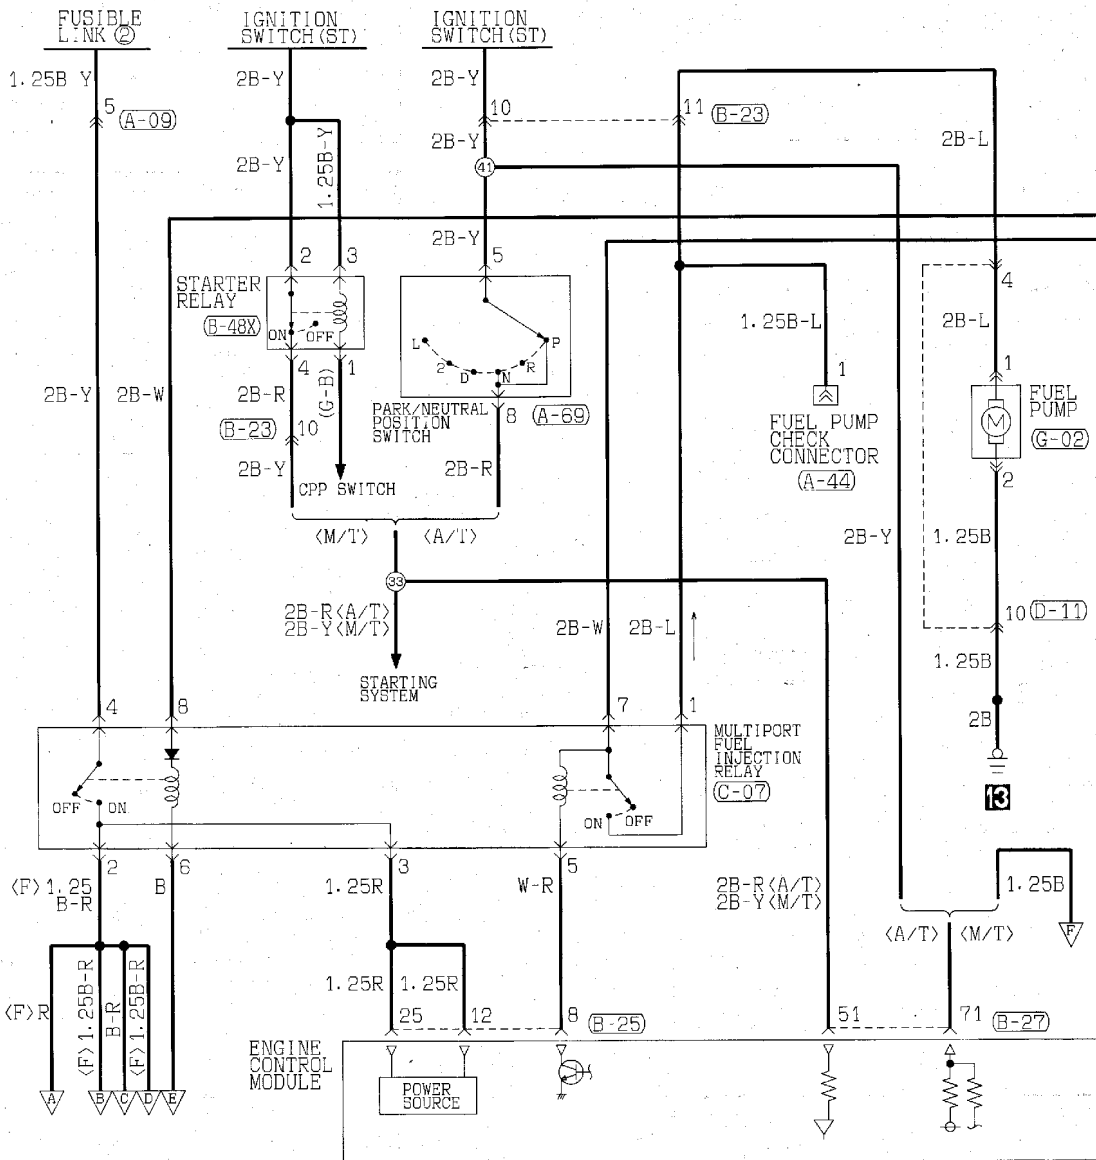 FUSIBLE
LINK ②
IGNITION
SWITCH(ST)
IGNITION
SWITCH(ST)
1.25B Y
2B-Y
2B-Y
5
A-09
10
11
B-23
2B-L
2B-Y
1.25B-Y
2B-Y
41
2B-Y
2
3
5
4
STARTER
RELAY
B-48X
ON
OFF
L
2
D
N
R
P
1.25B-L
2B-L
4
1
1
1
2B-Y
2B-W
2B-R
(G-B)
PARK/NEUTRAL
POSITION
SWITCH
8
A-69
FUEL PUMP
CHECK
CONNECTOR
A-44
M
FUEL
PUMP
G-02
B-23
10
2B-Y
2B-R
2
CPP SWITCH
<M/T>
<A/T>
2B-Y
1.25B
33
2B-R<A/T>
2B-Y<M/T>
2B-W
2B-L
10
D-11
1.25B
STARTING
SYSTEM
4
8
7
1
2B
MULTIPORT
FUEL
INJECTION
RELAY
C-07
13
OFF
ON
ON
OFF
2
6
3
5
<F>1.25
B-R
B
1.25R
W-R
2B-R<A/T>
2B-Y<M/T>
1.25B
<A/T>
<M/T>
F
<F>R
<F>1.25B-R
B-R
<F>1.25B-R
1.25R
1.25R
25
12
8
B-25
51
71
B-27
ENGINE
CONTROL
MODULE
POWER
SOURCE
A
B
C
D
E